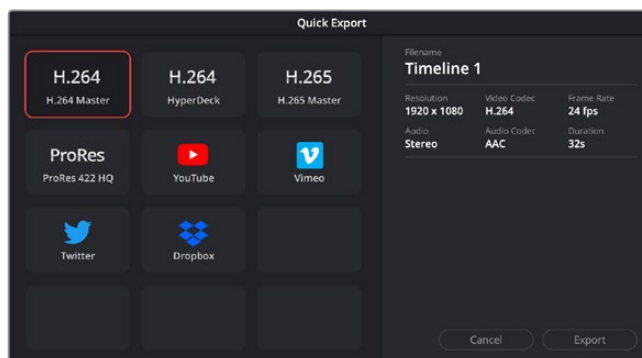 Quick Export
H.264
H.264 Master
H.264
HyperDeck
H.265
H.265 Master
ProRes
ProRes 422 HQ
YouTube
Vimeo
Twitter
Dropbox
Filename
Timeline 1
Resolution Video Codec Frame Rate
1920 x 1080 H.264 24 fps
Audio Audio Codec Duration
Stereo AAC 32s
Cancel Export